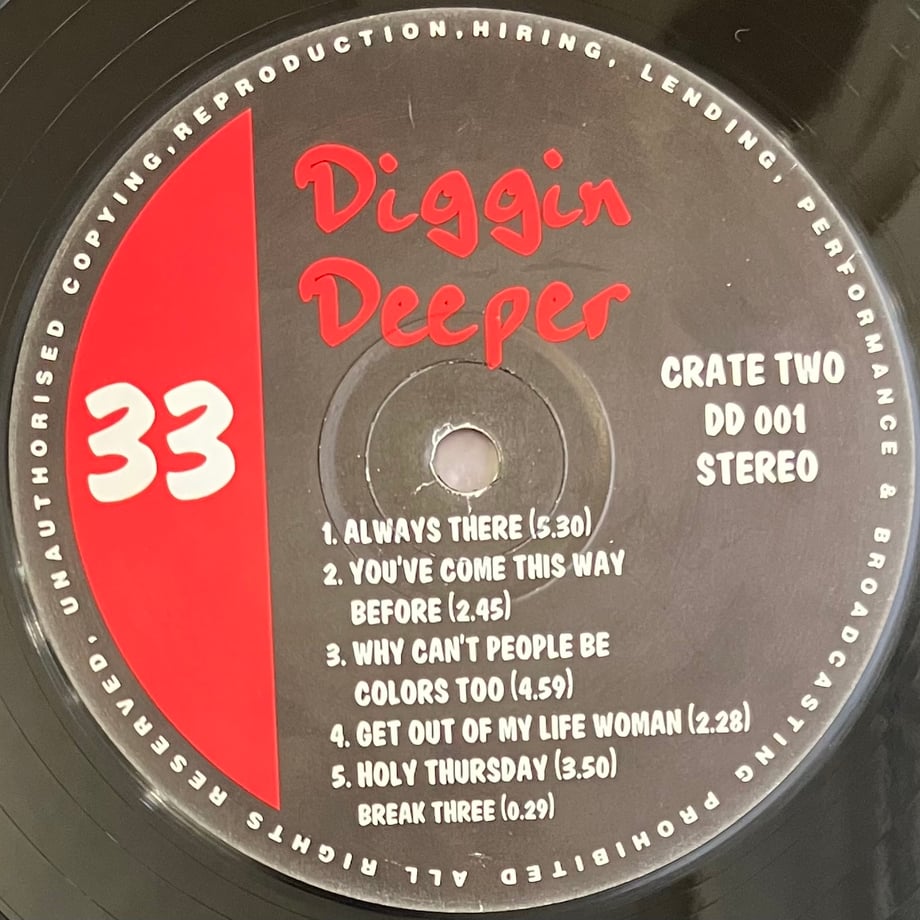 UNAUTHORISED COPYING, REPRODUCTION, HIRING, LENDING, PERFORMANCE & BROADCASTING PROHIBITED ALL RIGHTS RESERVED,
Diggin
Deeper
33
CRATE TWO
DD 001
STEREO
1. ALWAYS THERE (5.30)
2. YOU'VE COME THIS WAY
BEFORE (2.45)
3. WHY CAN'T PEOPLE BE
COLORS TOO (4.59)
4. GET OUT OF MY LIFE WOMAN (2.28)
5. HOLY THURSDAY (3.50)
BREAK THREE (0.29)